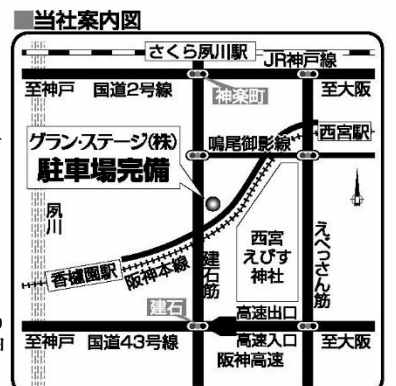 ■当社案内図
さくら夙川駅
JR神戸線
至神戸 国道2号線
神楽町
至大阪
西宮駅
鳴尾御影線
グラン・ステージ(株)
駐車場完備
夙川
香櫨園駅
阪神本線
建石筋
西宮
えびす
神社
えべっさん筋
建石
高速出口
至神戸 国道43号線
高速入口
至大阪
阪神高速